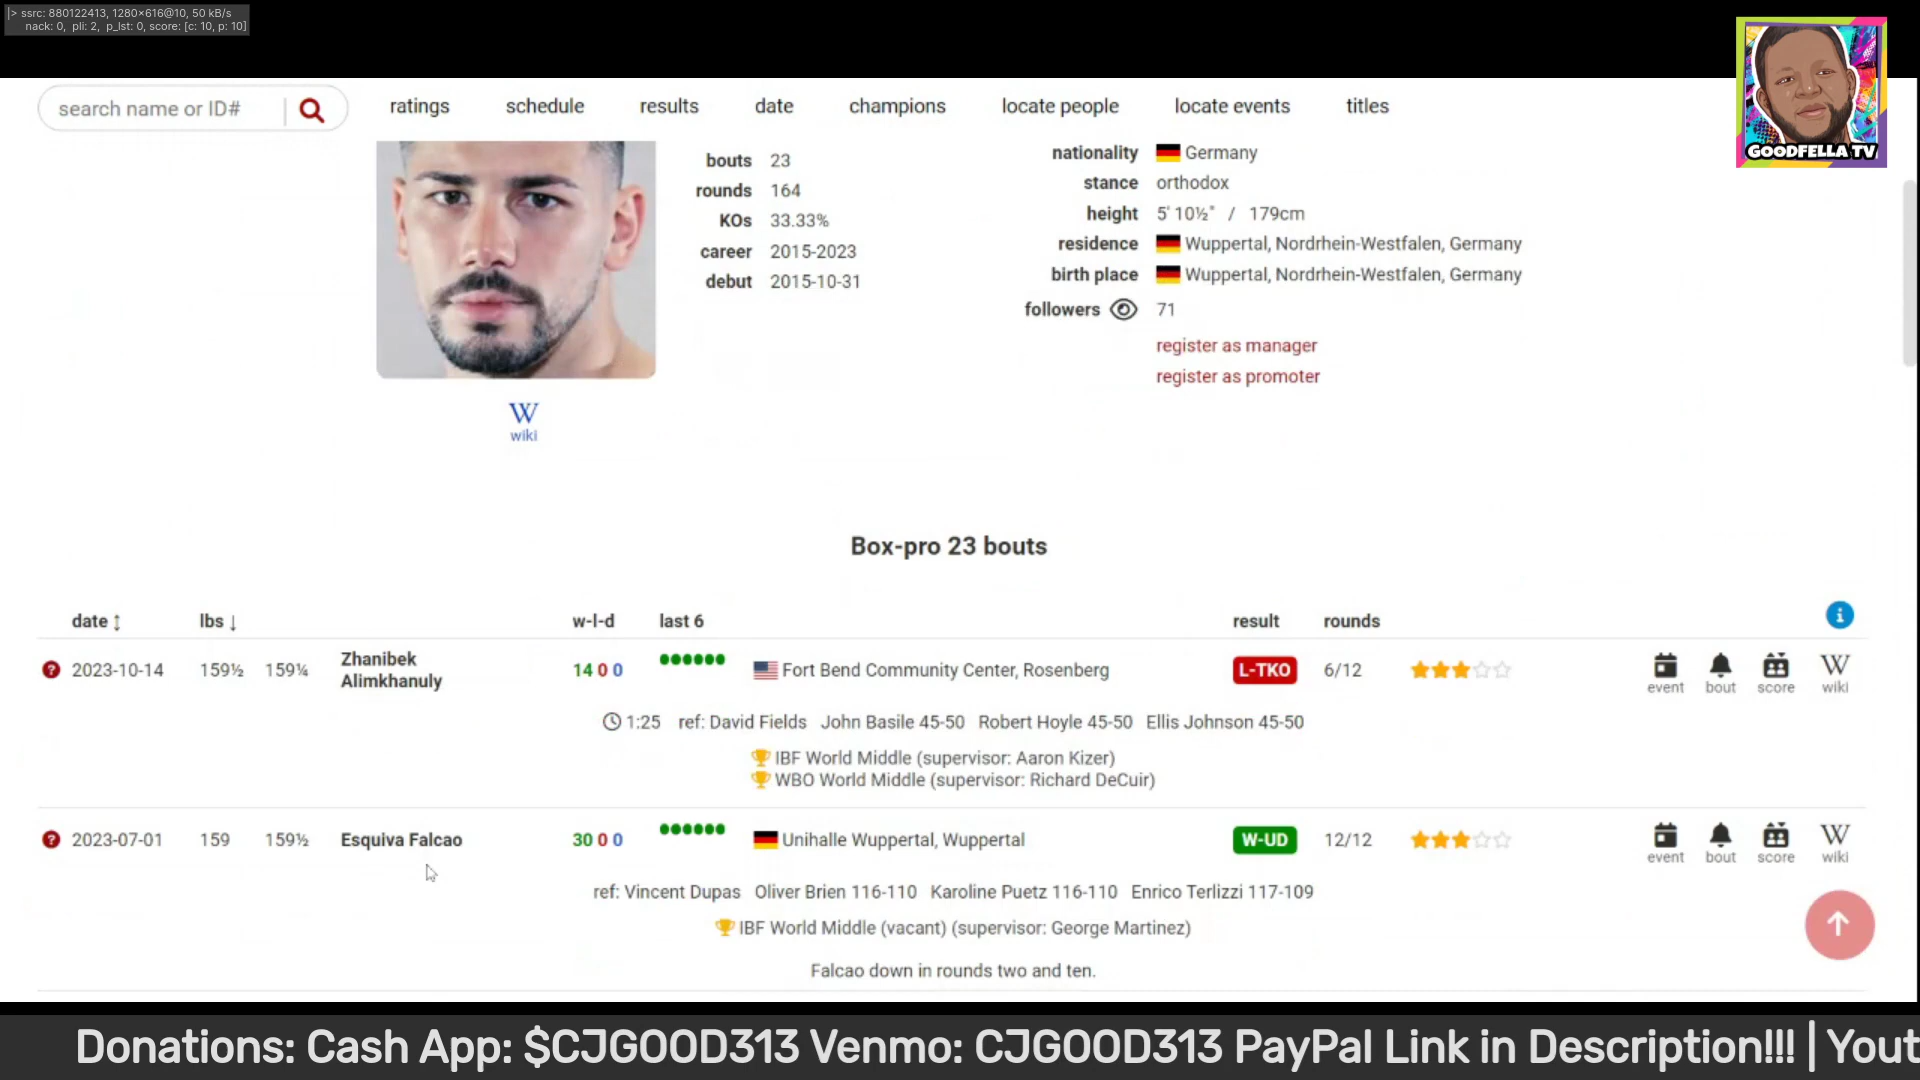 |> ssrc: 880122413, 1280×616@10, 50 kB/s
nack: 0, pli: 2, p_lst: 0, score: [c: 10, p: 10]
GOODFELLA TV
search name or ID#
ratings schedule results date champions locate people locate events titles
bouts 23
rounds 164
KOs 33.33%
career 2015-2023
debut 2015-10-31
nationality Germany
stance orthodox
height 5' 10½" / 179cm
residence Wuppertal, Nordrhein-Westfalen, Germany
birth place Wuppertal, Nordrhein-Westfalen, Germany
followers 71
register as manager
register as promoter
W
wiki
Box-pro 23 bouts
date ↕ lbs ↓ w-l-d last 6 result rounds
2023-10-14 159½ 159¼ Zhanibek Alimkhanuly 14 0 0 Fort Bend Community Center, Rosenberg L-TKO 6/12 event bout score wiki
1:25 ref: David Fields John Basile 45-50 Robert Hoyle 45-50 Ellis Johnson 45-50
IBF World Middle (supervisor: Aaron Kizer)
WBO World Middle (supervisor: Richard DeCuir)
2023-07-01 159 159½ Esquiva Falcao 30 0 0 Unihalle Wuppertal, Wuppertal W-UD 12/12 event bout score wiki
ref: Vincent Dupas Oliver Brien 116-110 Karoline Puetz 116-110 Enrico Terlizzi 117-109
IBF World Middle (vacant) (supervisor: George Martinez)
Falcao down in rounds two and ten.
Donations: Cash App: $CJGOOD313 Venmo: CJGOOD313 PayPal Link in Description!!! | Yout